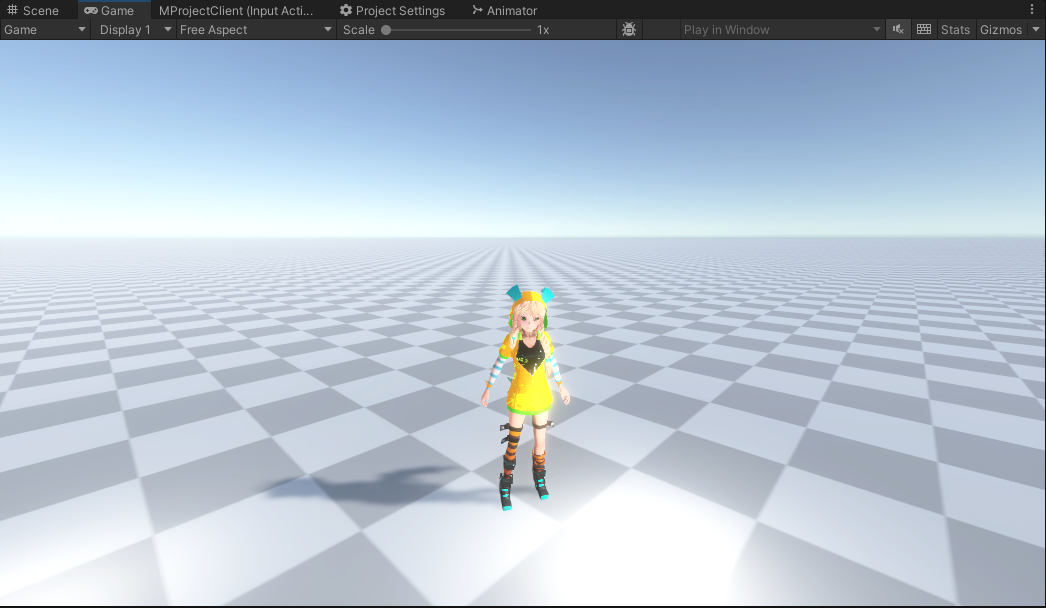 Scene Game MProjectClient (Input Acti... Project Settings Animator
Game Display 1 Free Aspect Scale 1x Play in Window Stats Gizmos